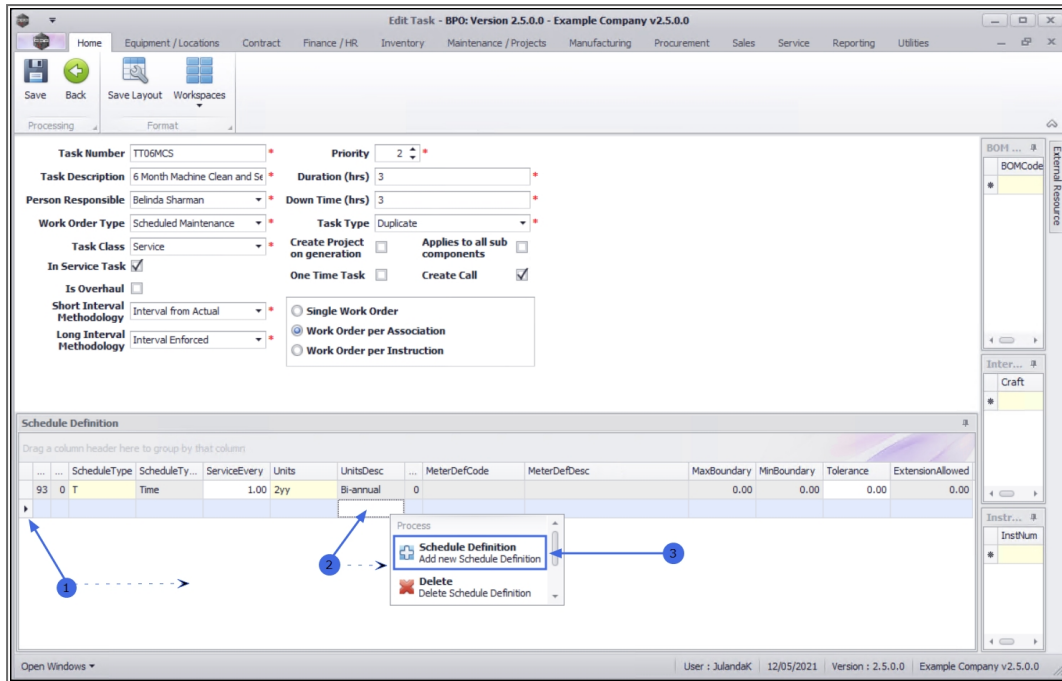 Edit Task - BPO: Version 2.5.0.0 - Example Company v2.5.0.0
Home Equipment / Locations Contract Finance / HR Inventory Maintenance / Projects Manufacturing Procurement Sales Service Reporting Utilities
Save Back Save Layout Workspaces
Processing Format
Task Number TT06MCS * Priority 2 *
Task Description 6 Month Machine Clean and Se * Duration (hrs) 3 *
Person Responsible Belinda Sharman * Down Time (hrs) 3 *
Work Order Type Scheduled Maintenance * Task Type Duplicate *
Task Class Service * Create Project on generation Applies to all sub components
In Service Task One Time Task Create Call
Is Overhaul
Short Interval Methodology Interval from Actual * Single Work Order
Work Order per Association
Long Interval Methodology Interval Enforced * Work Order per Instruction
BOM ...
BOMCode
External Resource
Inter...
Craft
Instr...
InstNum
Schedule Definition
Drag a column header here to group by that column
... ... ScheduleType ScheduleTy... ServiceEvery Units UnitsDesc ... MeterDefCode MeterDefDesc MaxBoundary MinBoundary Tolerance ExtensionAllowed
93 0 T Time 1.00 2yy Bi-annual 0 0.00 0.00 0.00 0.00
Process
Schedule Definition
Add new Schedule Definition
Delete
Delete Schedule Definition
1
2
3
Open Windows User : JulandaK 12/05/2021 Version : 2.5.0.0 Example Company v2.5.0.0